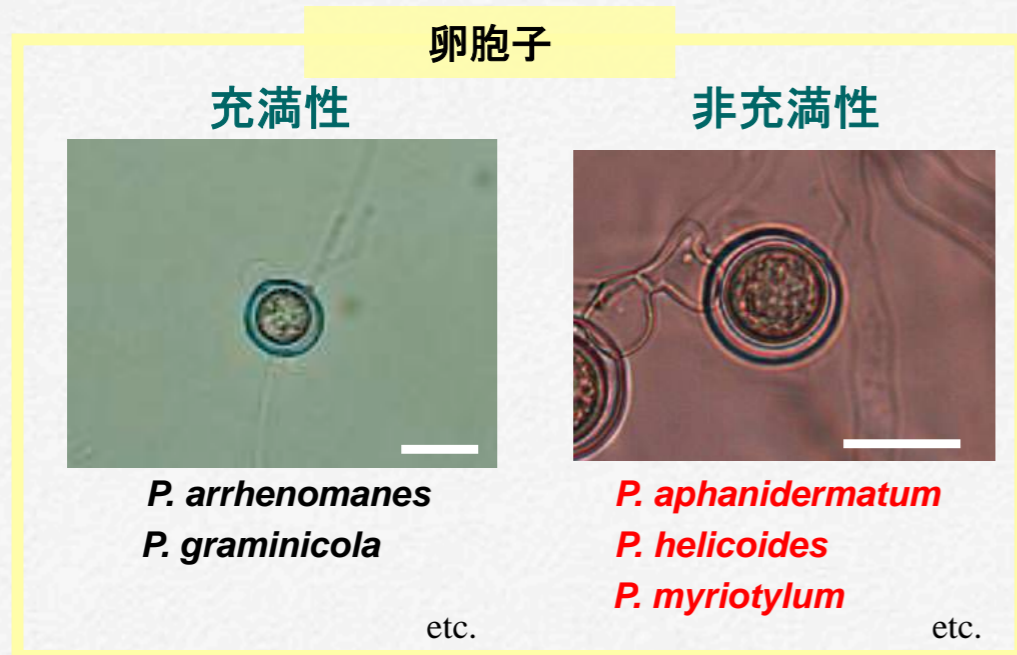 卵胞子
充満性
P. arrhenomanes
P. graminicola
etc.
非充満性
P. aphanidermatum
P. helicoides
P. myriotylum
etc.